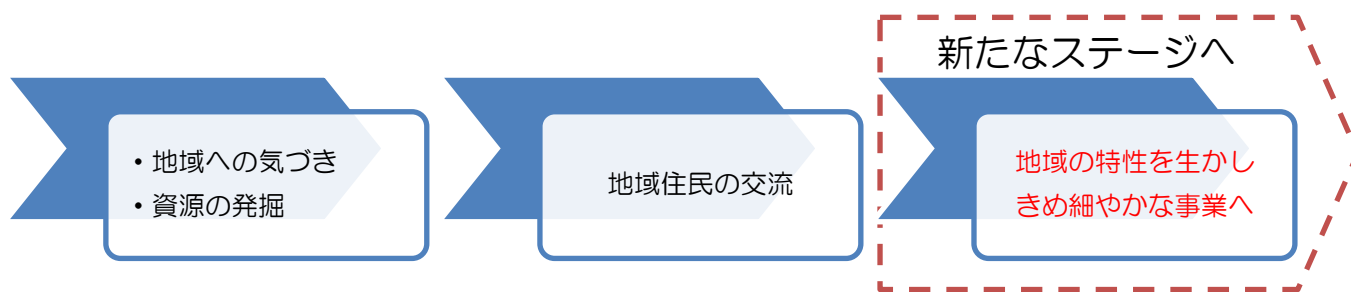 ・地域への気づき
・資源の発掘
地域住民の交流
新たなステージへ
地域の特性を生かし
きめ細やかな事業へ